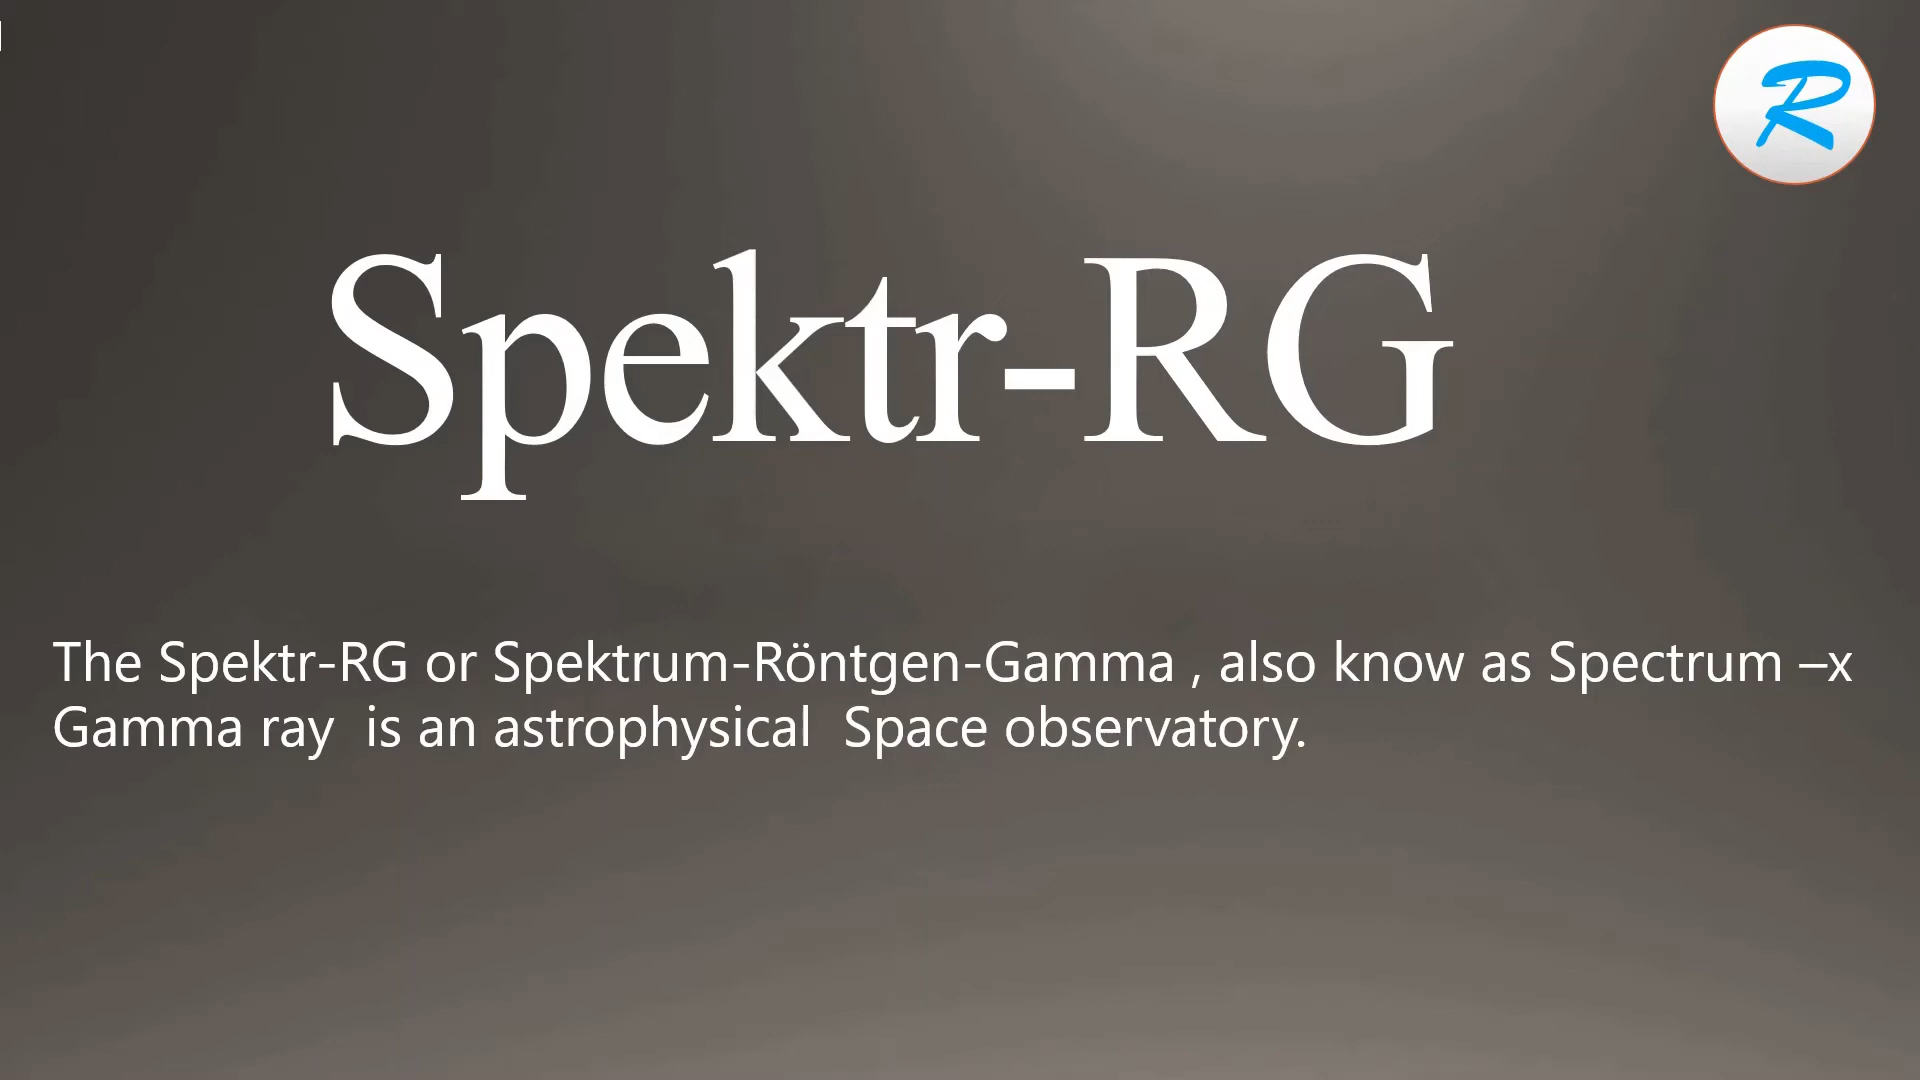 R
Spektr-RG
The Spektr-RG or Spektrum-Röntgen-Gamma , also know as Spectrum –x
Gamma ray  is an astrophysical  Space observatory.